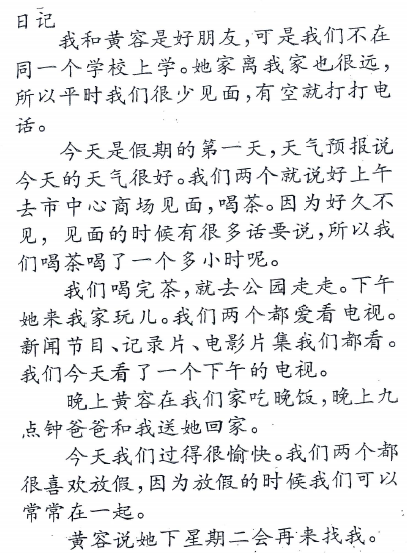 日记
我和黄容是好朋友,可是我们不在
同一个学校上学。她家离我家也很远,
所以平时我们很少见面,有空就打打电
话。
今天是假期的第一天,天气预报说
今天的天气很好。我们两个就说好上午
去市中心商场见面,喝茶。因为好久不
见,见面的时候有很多话要说,所以我
们喝茶喝了一个多小时呢。
我们喝完茶,就去公园走走。下午
她来我家玩儿。我们两个都爱看电视。
新闻节目、记录片、电影片集我们都看。
我们今天看了一个下午的电视。
晚上黄容在我们家吃晚饭,晚上九
点钟爸爸和我送她回家。
今天我们过得很愉快。我们两个都
很喜欢放假,因为放假的时候我们可以
常常在一起。
黄容说她下星期二会再来找我。